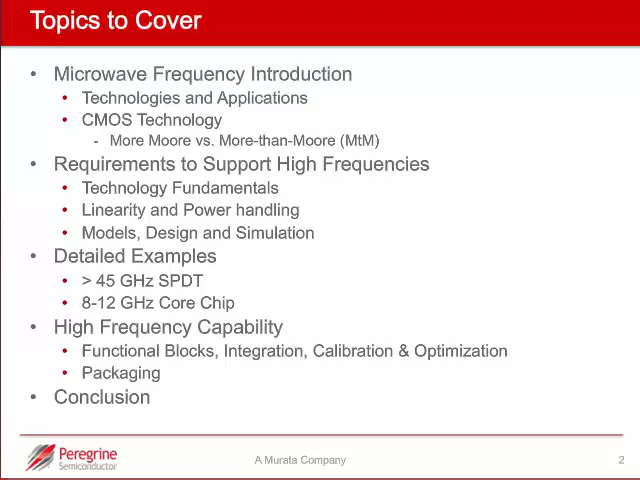 Topics to Cover
• Microwave Frequency Introduction
• Technologies and Applications
• CMOS Technology
- More Moore vs. More-than-Moore (MtM)
• Requirements to Support High Frequencies
• Technology Fundamentals
• Linearity and Power handling
• Models, Design and Simulation
• Detailed Examples
• > 45 GHz SPDT
• 8-12 GHz Core Chip
• High Frequency Capability
• Functional Blocks, Integration, Calibration & Optimization
• Packaging
• Conclusion
Peregrine
Semiconductor
A Murata Company
2